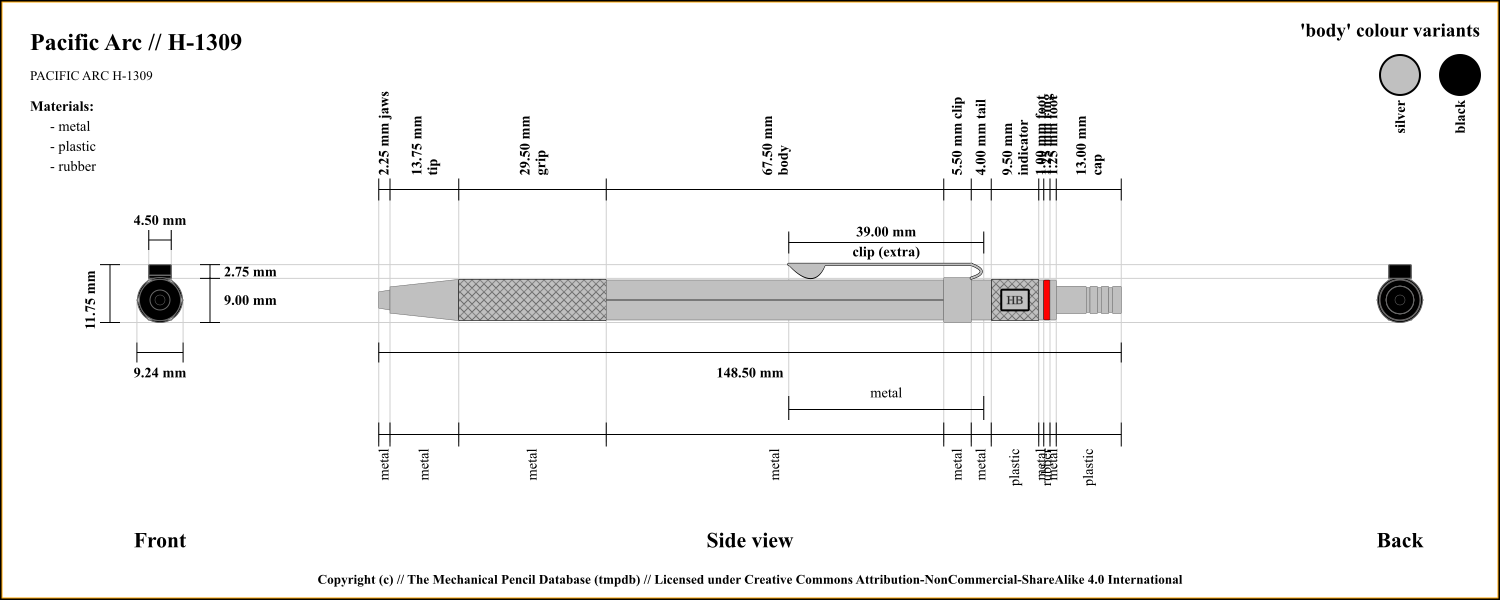 Pacific Arc // H-1309
'body' colour variants
PACIFIC ARC H-1309
silver
black
Materials:
- metal
- plastic
- rubber
2.25 mm jaws
13.75 mm
tip
29.50 mm
grip
67.50 mm
body
5.50 mm clip
4.00 mm tail
9.50 mm
indicator
13.00 mm
cap
4.50 mm
2.75 mm
9.00 mm
11.75 mm
9.24 mm
39.00 mm
clip (extra)
HB
148.50 mm
metal
metal
metal
metal
metal
metal
metal
plastic
metal
metal
plastic
Front
Side view
Back
Copyright (c) // The Mechanical Pencil Database (tmpdb) // Licensed under Creative Commons Attribution-NonCommercial-ShareAlike 4.0 International